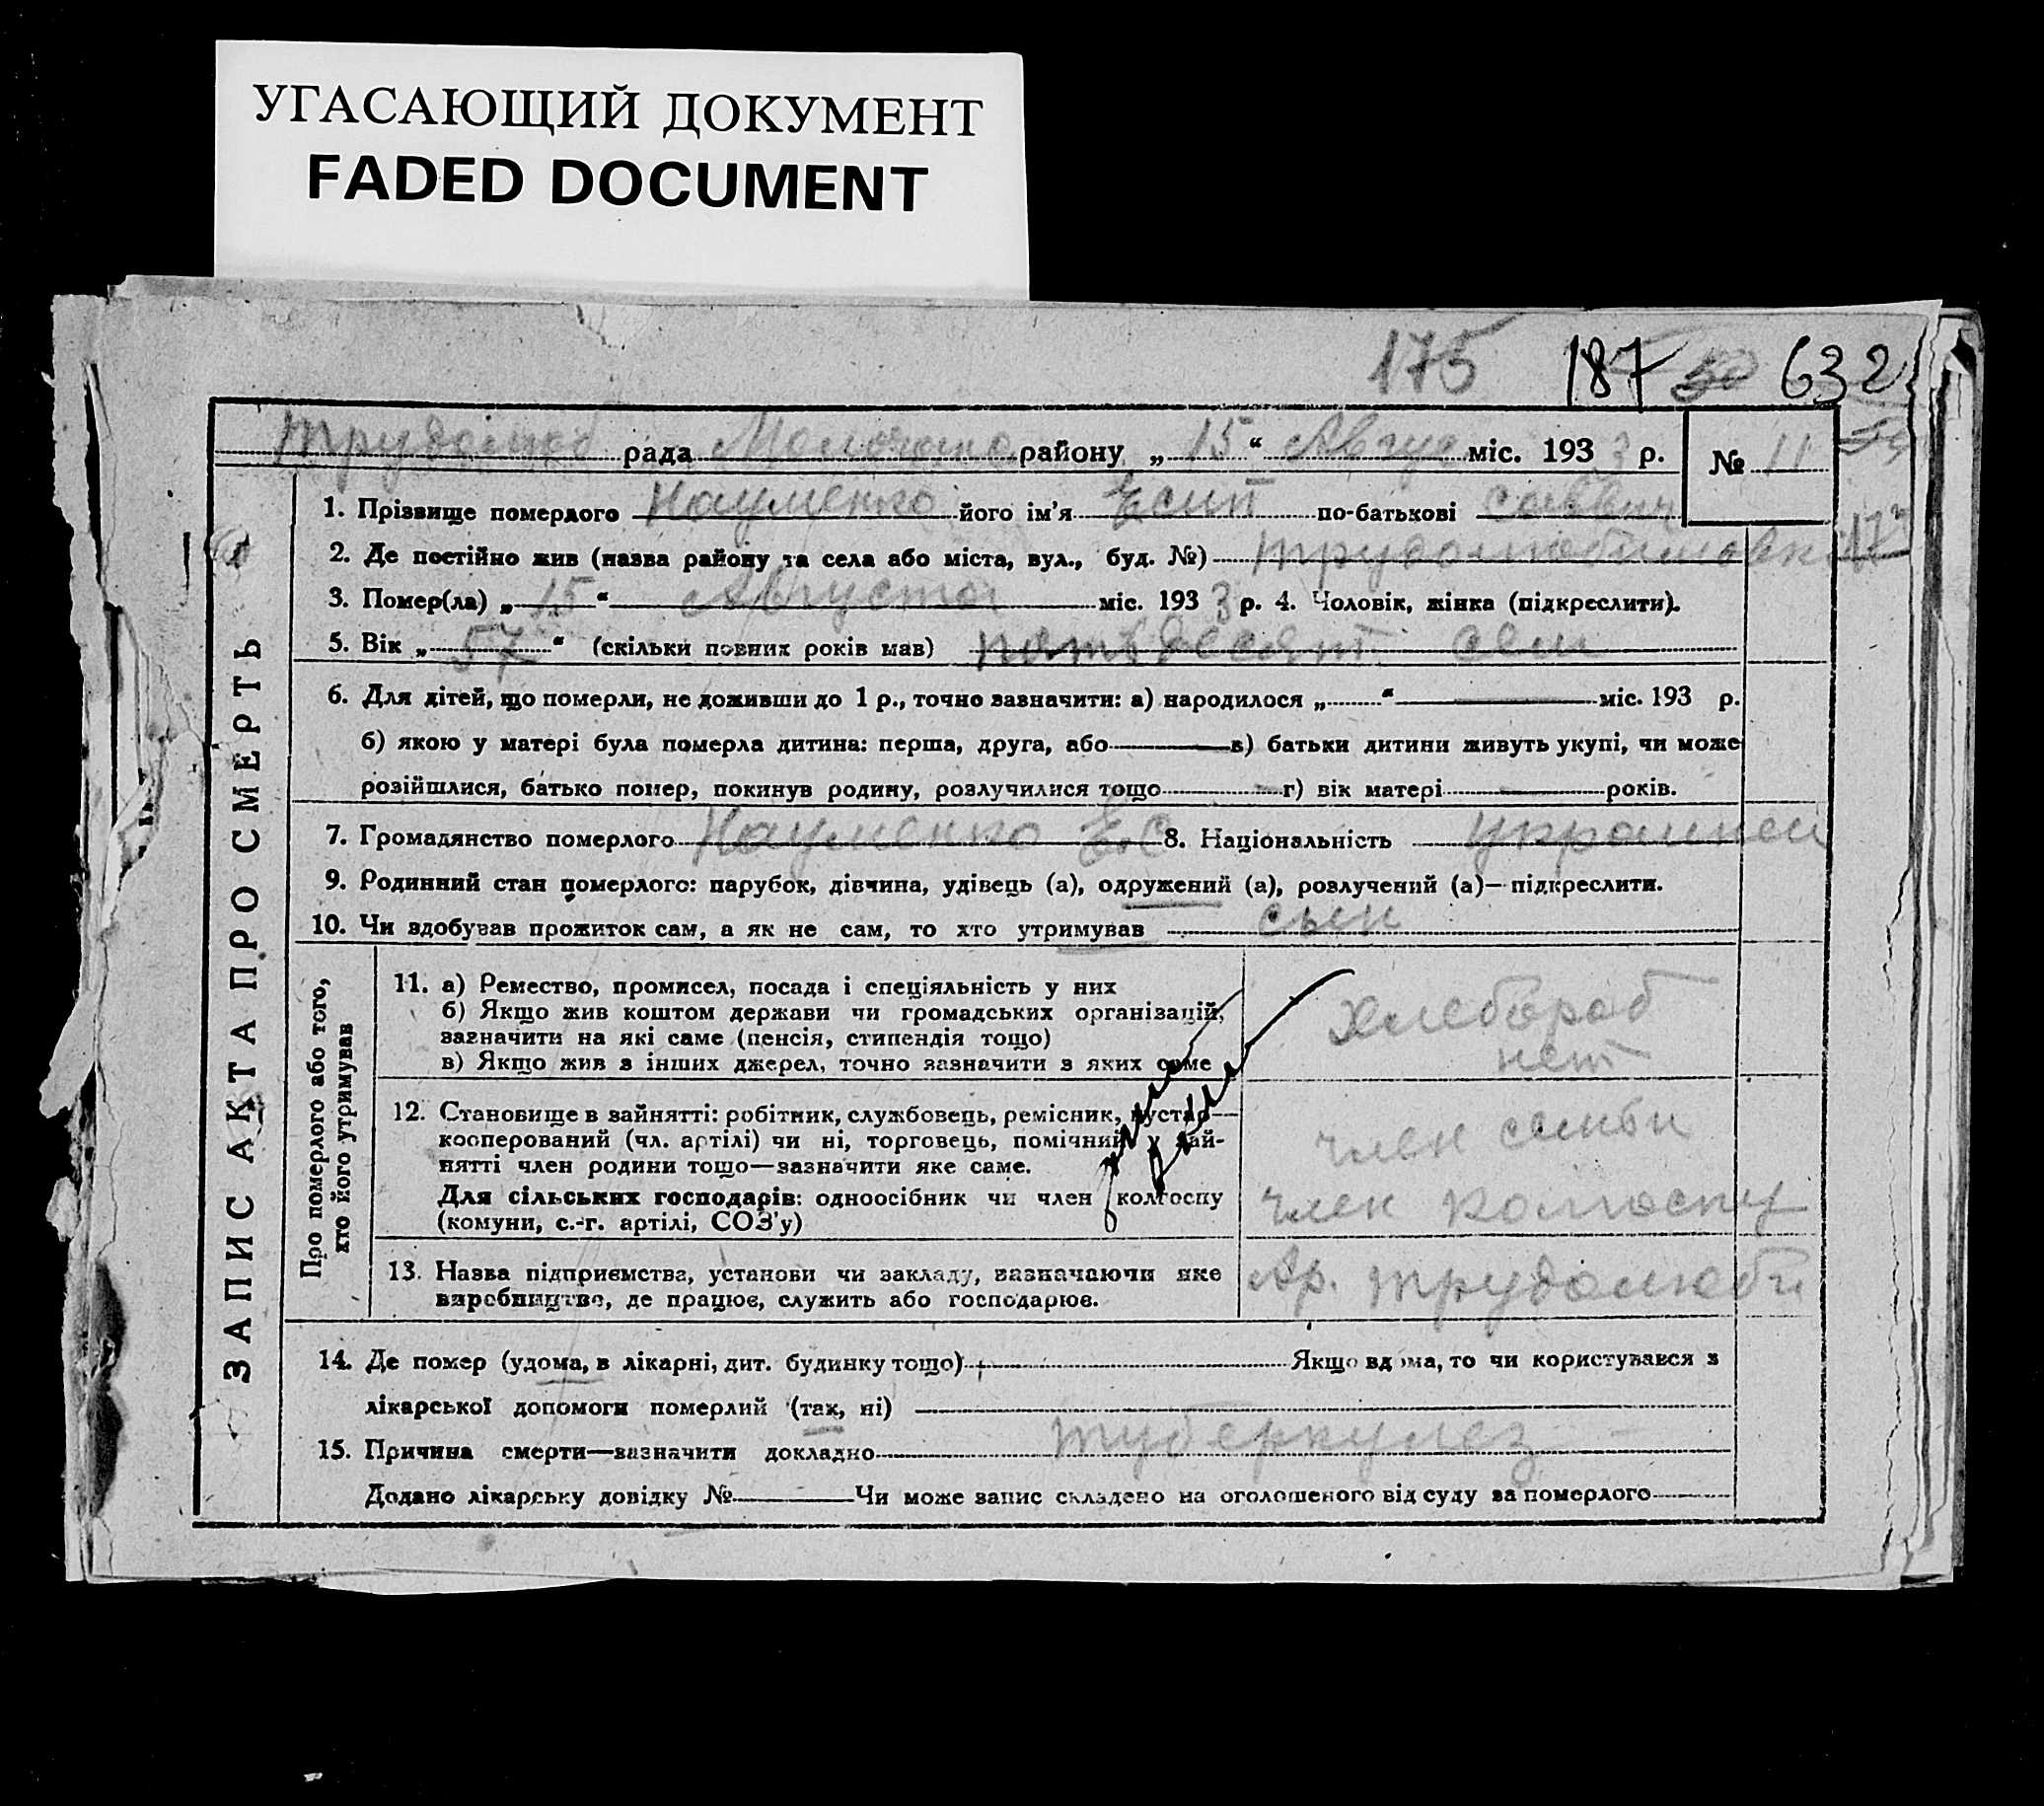 УГАСАЮЩИЙ ДОКУМЕНТ
FADED DOCUMENT
175 187 50 632
Трудолюб рада Молочано району „ 15 “ Авгус міс. 193 3 р. № 11
1. Прізвище померлого Науменко його ім’я Есип по-батькові Саввич
2. Де постійно жив (назва району та села або міста, вул., буд. №) Трудолюбимовка
3. Помер(ла) „ 15 “ Августа міс. 193 3 р. 4. Чоловік, жінка (підкреслити).
5. Вік „ 57 “ (скільки повних років мав) пятьдесят сем
6. Для дітей, що померли, не доживши до 1 р., точно зазначити: а) народилося „ “ міс. 193 р.
б) якою у матері була померла дитина: перша, друга, або в) батьки дитини живуть укупі, чи може
розійшлися, батько помер, покинув родину, розлучилися тощо г) вік матері років.
7. Громадянство померлого Науменко Е. С 8. Національність украинец
9. Родинний стан померлого: парубок, дівчина, удівець (а), одружений (а), розлучений (а)—підкреслити.
10. Чи здобував прожиток сам, а як не сам, то хто утримував сын
ЗАПИС АКТА ПРО СМЕРТЬ
Про померлого або того,
хто його утримував
11. а) Ремество, промисел, посада і спеціяльність у них
б) Якщо жив коштом держави чи громадських організацій,
зазначити на які саме (пенсія, стипендія тощо)
в) Якщо жив з інших джерел, точно зазначити з яких саме
Хлебороб
нет
12. Становище в зайнятті: робітник, службовець, ремісник, кустар—
кооперований (чл. артілі) чи ні, торговець, помічний у зай-
нятті член родини тощо—зазначити яке саме.
Для сільських господарів: одноосібник чи член колгоспу
(комуни, с.-г. артілі, СОЗ’у)
член семьи
член колгоспу
13. Назва підприємства, установи чи закладу, зазначаючи яке
виробництво, де працює, служить або господарює.
Ар. Трудолюби
14. Де помер (удома, в лікарні, дит. будинку тощо) Якщо вдома, то чи користувався з
лікарської допомоги померлий (так, ні)
15. Причина смерти—зазначити докладно туберкулез
Додано лікарську довідку № Чи може запис складено на оголошеного від суду за померлого